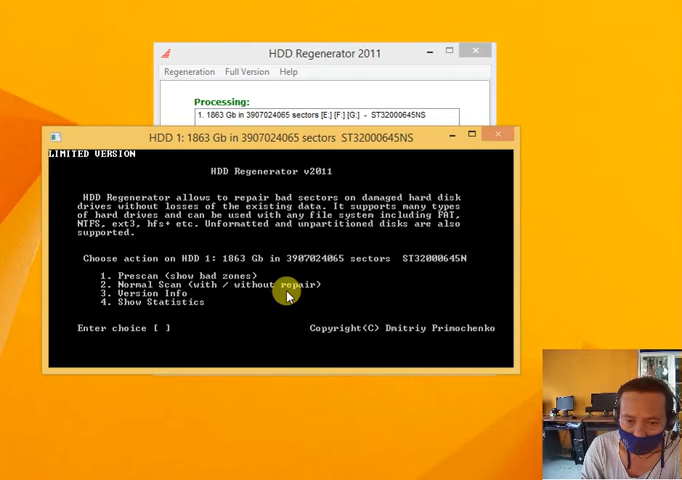 HDD Regenerator 2011
Regeneration Full Version Help
Processing:
1. 1863 Gb in 3907024065 sectors [E:] [F:] [G:] - ST32000645NS
HDD 1: 1863 Gb in 3907024065 sectors ST32000645NS
LIMITED VERSION
HDD Regenerator v2011
HDD Regenerator allows to repair bad sectors on damaged hard disk
drives without losses of the existing data. It supports many types
of hard drives and can be used with any file system including FAT,
NTFS, ext3, hfs+ etc. Unformatted and unpartitioned disks are also
supported.
Choose action on HDD 1: 1863 Gb in 3907024065 sectors ST32000645N
1. Prescan (show bad zones)
2. Normal Scan (with / without repair)
3. Version Info
4. Show Statistics
Enter choice [ ] Copyright(C) Dmitriy Primochenko